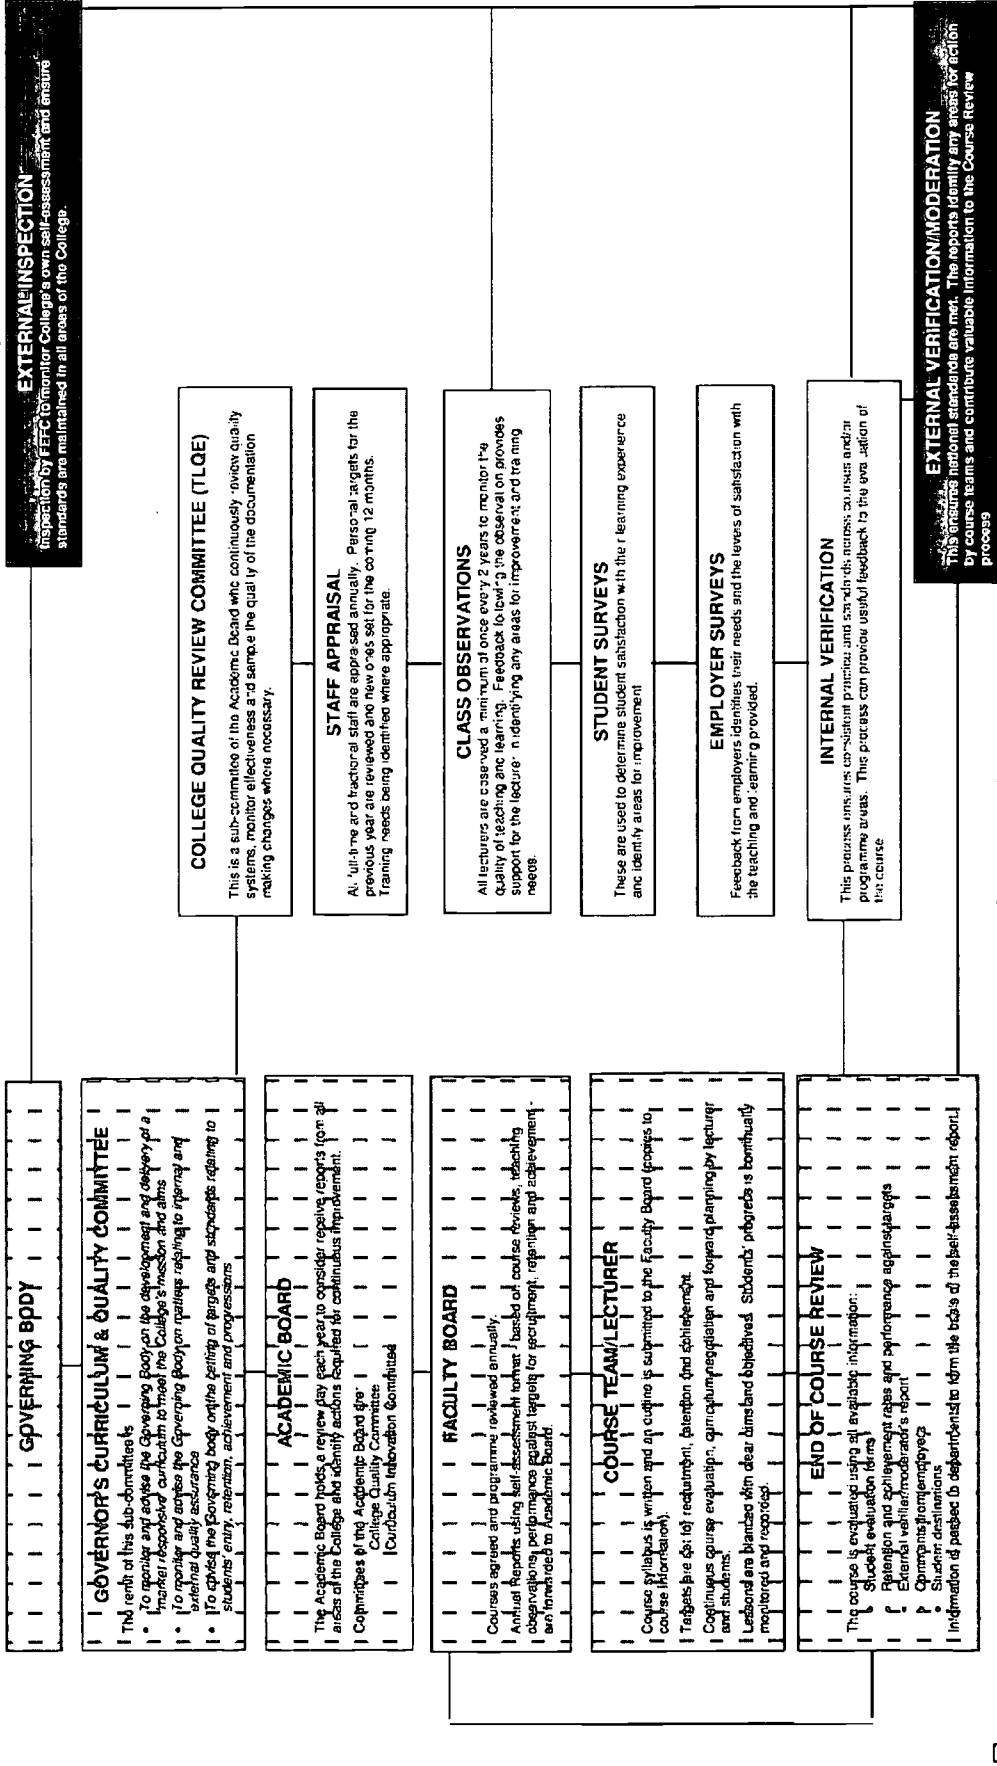 GOVERNING BODY
GOVERNOR'S CURRICULUM & QUALITY COMMITTEE
The remit of this sub-committee is
• To monitor and advise the Governing Body on the development and delivery of a
'market responsive' curriculum to meet the College's mission and aims
• To monitor and advise the Governing Body on matters relating to internal and
external quality assurance
• To advise the Governing body on the setting of targets and standards relating to
students' entry, retention, achievement and progressions
ACADEMIC BOARD
The Academic Board holds a review day each year to consider receive reports from all
areas of the College and identify actions required for continuous improvement.
Committees of the Academic Board are:
College Quality Committee
Curriculum Innovation Committee
FACULTY BOARD
Courses agreed and programme reviewed annually.
Annual Reports using self-assessment format, based on course reviews, teaching
observations, performance against targets for recruitment, retention and achievement -
are forwarded to Academic Board.
COURSE TEAM/LECTURER
Course syllabus is written and an outline is submitted to the Faculty Board (copies to
course information).
Targets are set for recruitment, retention and achievement.
Continuous course evaluation, curriculum negotiation and forward planning by lecturer
and students.
Lessons are planned with clear aims and objectives. Students' progress is continually
monitored and recorded.
END OF COURSE REVIEW
The course is evaluated using all available information:
• Student evaluation forms
• Retention and achievement rates and performance against targets
• External verifier/moderator's report
• Comments from employers
• Student destinations
Information is passed to departments to form the basis of the self-assessment report.
EXTERNAL INSPECTION
Inspection by FEFC to monitor College's own self-assessment and ensure
standards are maintained in all areas of the College.
COLLEGE QUALITY REVIEW COMMITTEE (TLQE)
This is a sub-committee of the Academic Board who continuously review quality
systems, monitor effectiveness and sample the quality of the documentation
making changes where necessary.
STAFF APPRAISAL
All full-time and fractional staff are appraised annually. Personal targets for the
previous year are reviewed and new ones set for the coming 12 months.
Training needs being identified where appropriate.
CLASS OBSERVATIONS
All lecturers are observed a minimum of once every 2 years to monitor the
quality of teaching and learning. Feedback following the observation provides
support for the lecturer in identifying any areas for improvement and training
needs.
STUDENT SURVEYS
These are used to determine student satisfaction with their learning experience
and identify areas for improvement
EMPLOYER SURVEYS
Feedback from employers identifies their needs and the levels of satisfaction with
the teaching and learning provided.
INTERNAL VERIFICATION
This process ensures consistent practice and standards across courses and/or
programme areas. This process can provide useful feedback to the evaluation of
the course
EXTERNAL VERIFICATION/MODERATION
This ensures national standards are met. The reports identify any areas for action
by course teams and contribute valuable information to the Course Review
process